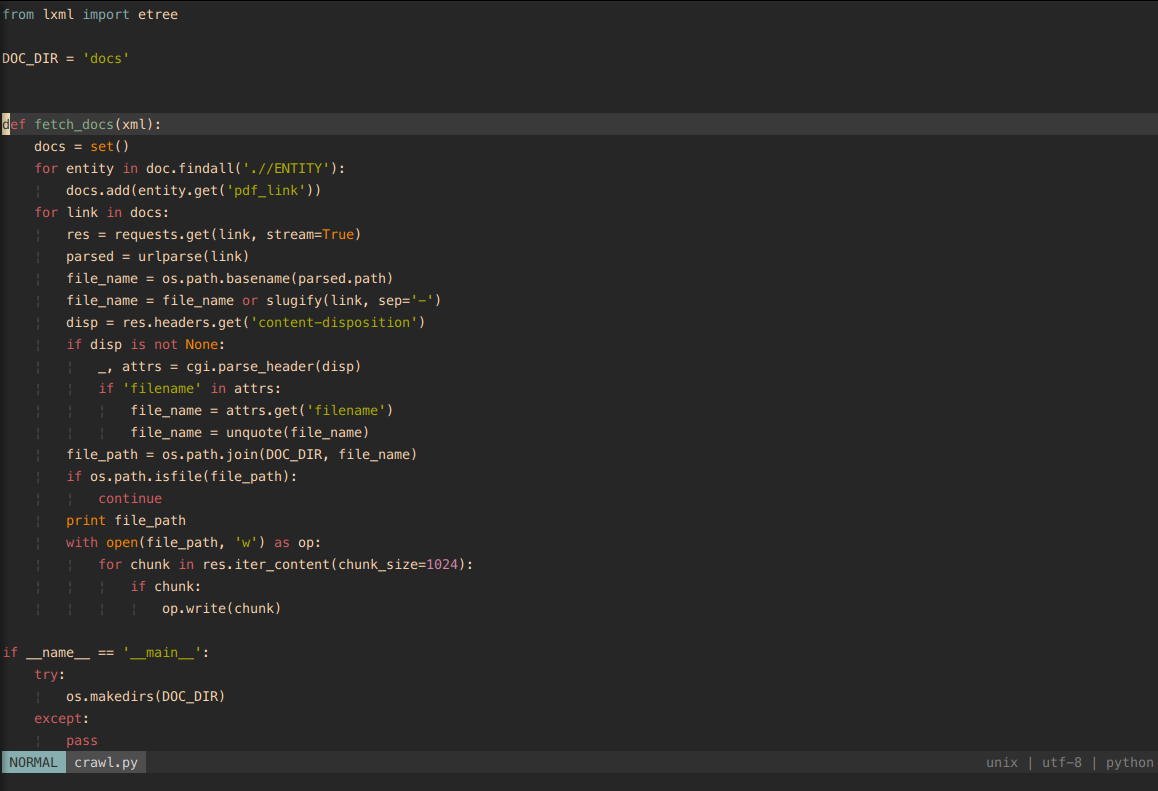 from lxml import etree
DOC_DIR = 'docs'
def fetch_docs(xml):
    docs = set()
    for entity in doc.findall('.//ENTITY'):
        docs.add(entity.get('pdf_link'))
    for link in docs:
        res = requests.get(link, stream=True)
        parsed = urlparse(link)
        file_name = os.path.basename(parsed.path)
        file_name = file_name or slugify(link, sep='-')
        disp = res.headers.get('content-disposition')
        if disp is not None:
            _, attrs = cgi.parse_header(disp)
            if 'filename' in attrs:
                file_name = attrs.get('filename')
                file_name = unquote(file_name)
        file_path = os.path.join(DOC_DIR, file_name)
        if os.path.isfile(file_path):
            continue
        print file_path
        with open(file_path, 'w') as op:
            for chunk in res.iter_content(chunk_size=1024):
                if chunk:
                    op.write(chunk)
if __name__ == '__main__':
    try:
        os.makedirs(DOC_DIR)
    except:
        pass
NORMAL crawl.py unix | utf-8 | python